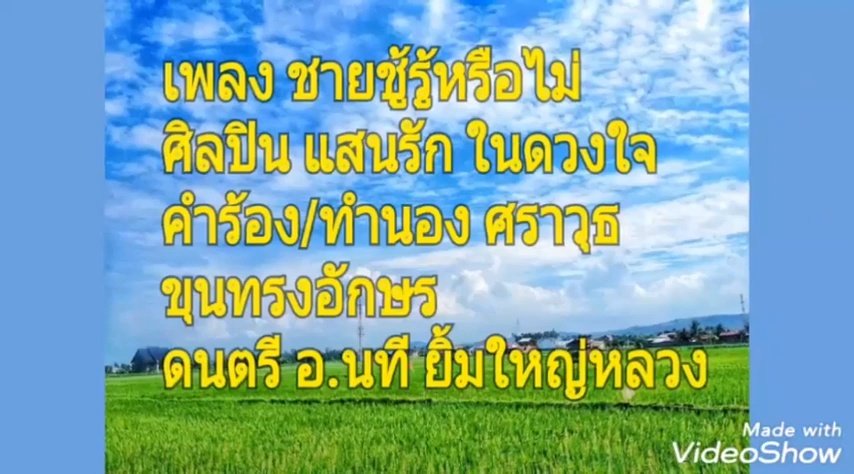 เพลง ชายชู้รู้หรือไม่
ศิลปิน แสนรัก ในดวงใจ
คำร้อง/ทำนอง ศราวุธ
ขุนทรงอักษร
ดนตรี อ.นที ยิ้มใหญ่หลวง
Made with
VideoShow